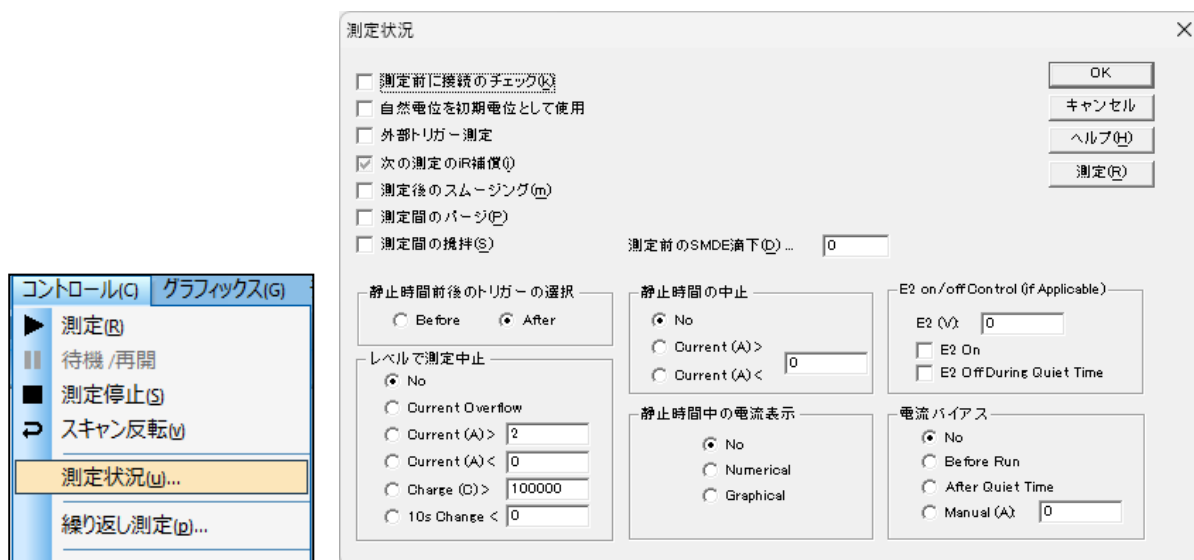 コントロール(C) グラフィックス(G)
測定(R)
待機 /再開
測定停止(S)
スキャン反転(v)
測定状況(u)...
繰り返し測定(p)...
測定状況
測定前に接続のチェック(k)
自然電位を初期電位として使用
外部トリガー測定
次の測定のiR補償(i)
測定後のスムージング(m)
測定間のパージ(P)
測定間の攪拌(S)
測定前のSMDE滴下(D) ... 0
OK
キャンセル
ヘルプ(H)
測定(R)
静止時間前後のトリガーの選択
Before After
レベルで測定中止
No
Current Overflow
Current (A) > 2
Current (A) < 0
Charge (C) > 100000
10s Change < 0
静止時間の中止
No
Current (A) >
Current (A) <
0
静止時間中の電流表示
No
Numerical
Graphical
E2 on/off Control (if Applicable)
E2 (V): 0
E2 On
E2 Off During Quiet Time
電流バイアス
No
Before Run
After Quiet Time
Manual (A): 0